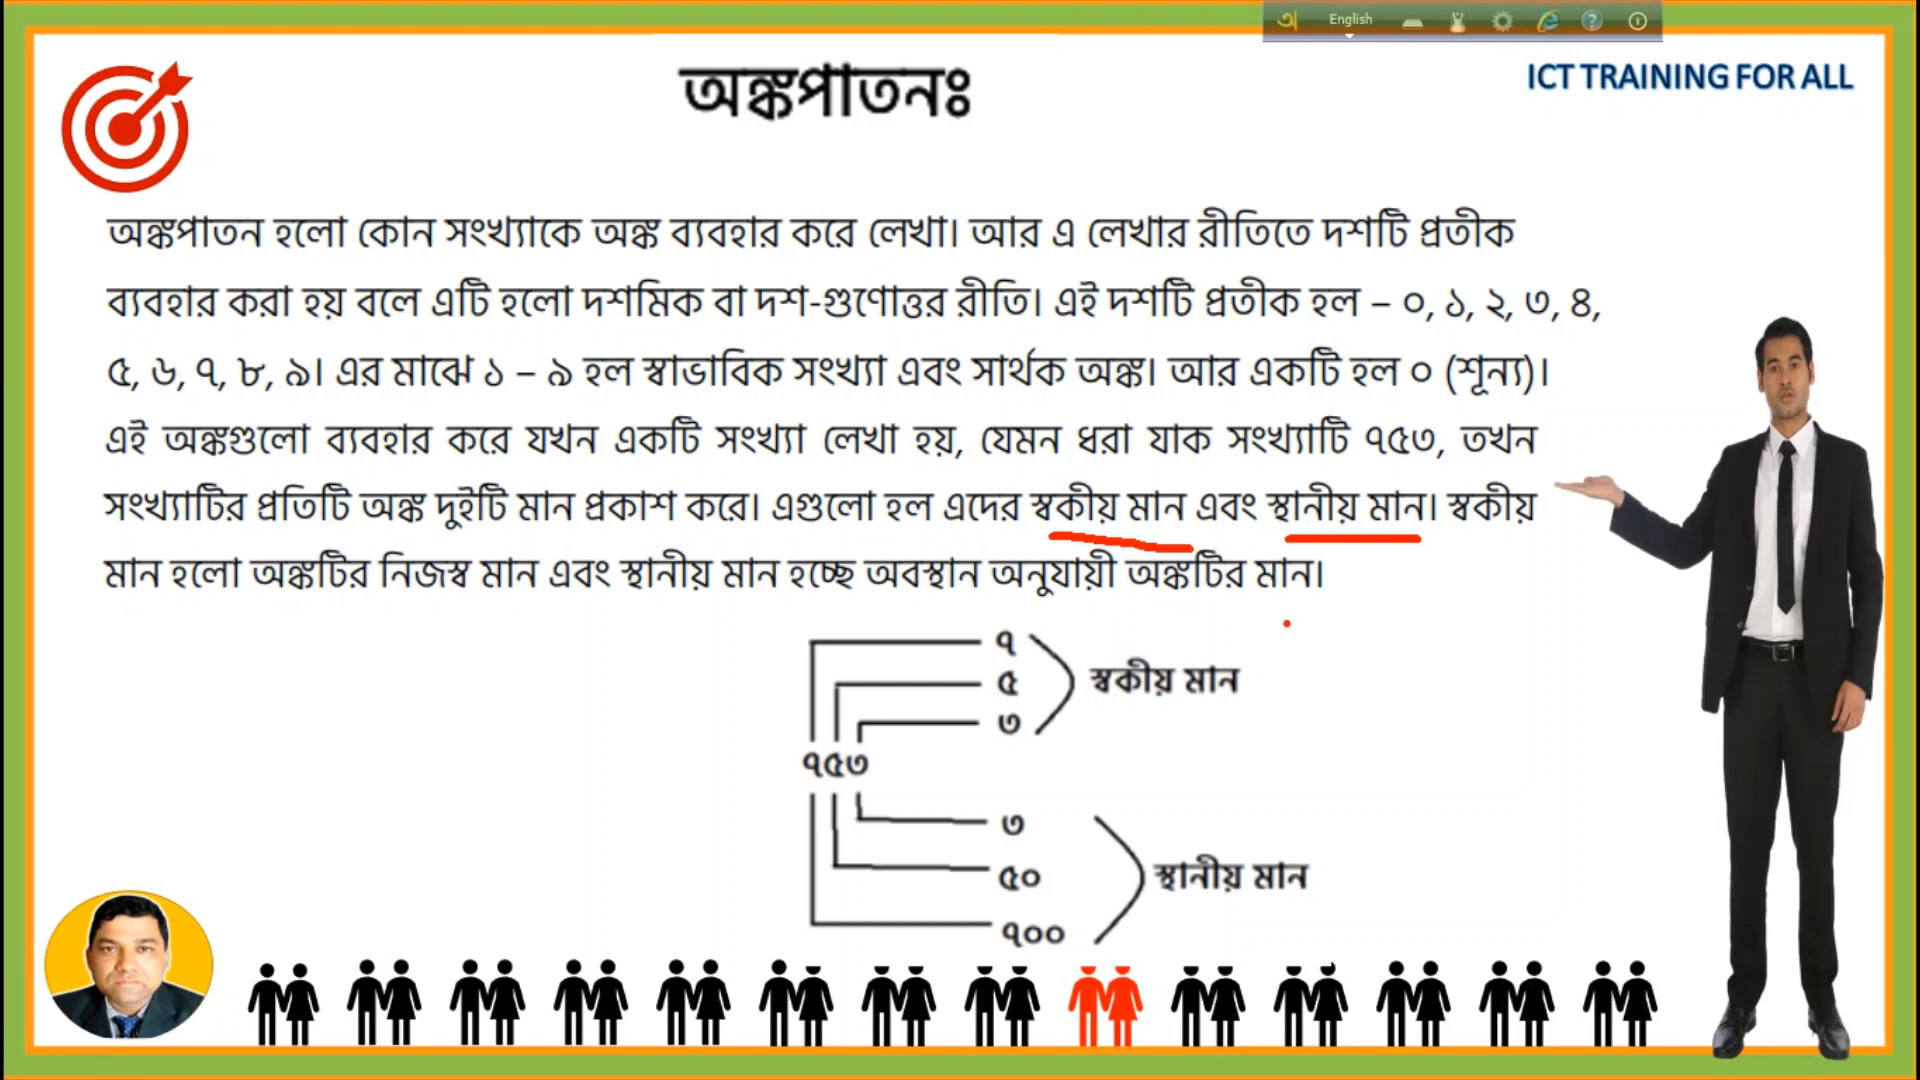 English
অঙ্কপাতনঃ
ICT TRAINING FOR ALL
অঙ্কপাতন হলো কোন সংখ্যাকে অঙ্ক ব্যবহার করে লেখা। আর এ লেখার রীতিতে দশটি প্রতীক
ব্যবহার করা হয় বলে এটি হলো দশমিক বা দশ-গুণোত্তর রীতি। এই দশটি প্রতীক হল – ০, ১, ২, ৩, ৪,
৫, ৬, ৭, ৮, ৯। এর মাঝে ১ – ৯ হল স্বাভাবিক সংখ্যা এবং সার্থক অঙ্ক। আর একটি হল ০ (শূন্য)।
এই অঙ্কগুলো ব্যবহার করে যখন একটি সংখ্যা লেখা হয়, যেমন ধরা যাক সংখ্যাটি ৭৫৩, তখন
সংখ্যাটির প্রতিটি অঙ্ক দুইটি মান প্রকাশ করে। এগুলো হল এদের স্বকীয় মান এবং স্থানীয় মান। স্বকীয়
মান হলো অঙ্কটির নিজস্ব মান এবং স্থানীয় মান হচ্ছে অবস্থান অনুযায়ী অঙ্কটির মান।
৭
৫
৩
স্বকীয় মান
৭৫৩
৩
৫০
৭০০
স্থানীয় মান